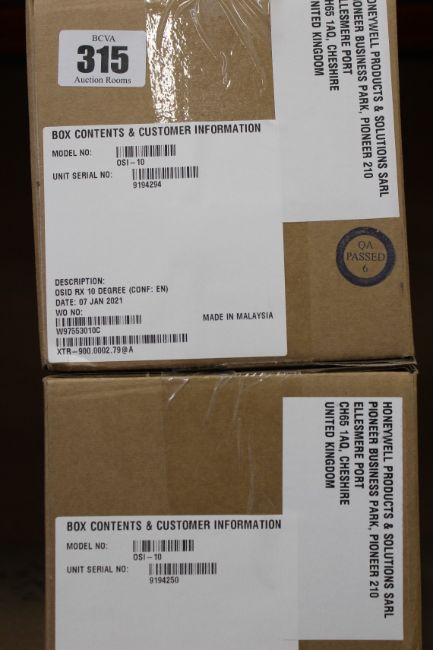 BCVA
315
Auction Rooms
HONEYWELL PRODUCTS & SOLUTIONS SARL
PIONEER BUSINESS PARK, PIONEER 210
ELLESMERE PORT
CH65 1AQ, CHESHIRE
UNITED KINGDOM
BOX CONTENTS & CUSTOMER INFORMATION
MODEL NO:
OSI-10
UNIT SERIAL NO:
9194294
QA
PASSED
6
DESCRIPTION:
OSID RX 10 DEGREE (CONF: EN)
DATE: 07 JAN 2021
WO NO:
W97553010C
MADE IN MALAYSIA
XTR-900.0002.79@A
HONEYWELL PRODUCTS & SOLUTIONS SARL
PIONEER BUSINESS PARK, PIONEER 210
ELLESMERE PORT
CH65 1AQ, CHESHIRE
UNITED KINGDOM
BOX CONTENTS & CUSTOMER INFORMATION
MODEL NO:
OSI-10
UNIT SERIAL NO:
9194250